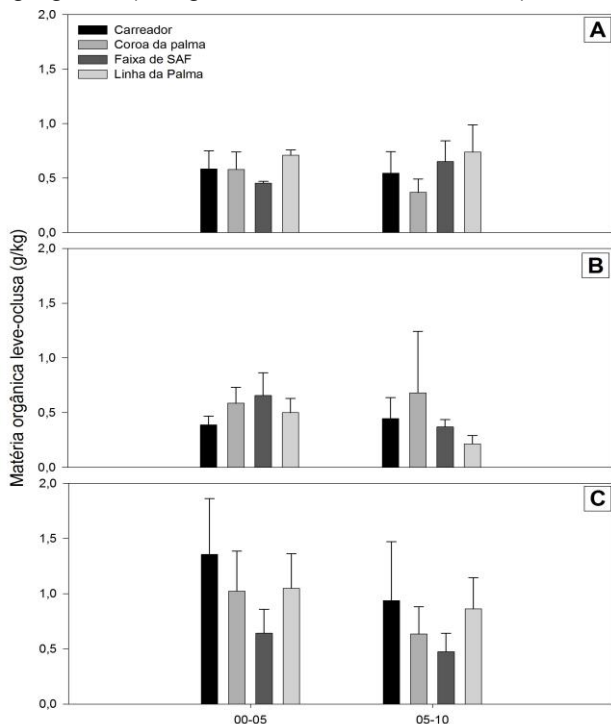 Carreador
Coroa da palma
Faixa de SAF
Linha da Palma
A
2,0
1,5
1,0
0,5
0,0
B
2,0
1,5
1,0
0,5
0,0
C
2,0
1,5
1,0
0,5
0,0
Matéria orgânica leve-oclusa (g/kg)
00-05 05-10